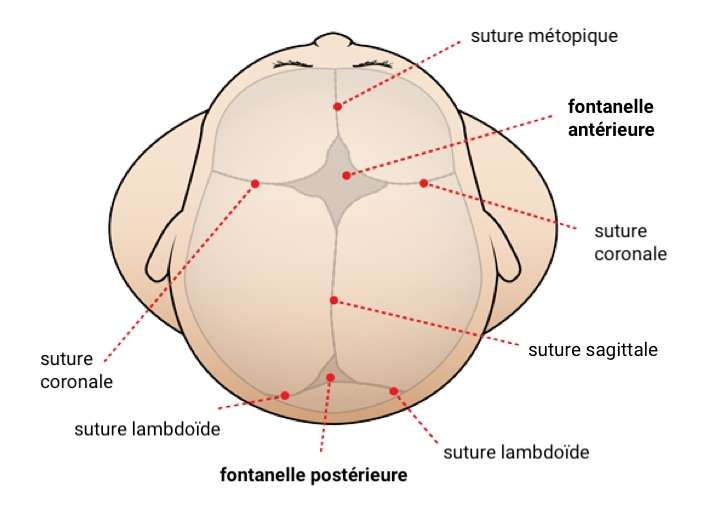 suture métopique
fontanelle
antérieure
suture
coronale
suture sagittale
suture
coronale
suture lambdoïde
suture lambdoïde
fontanelle postérieure